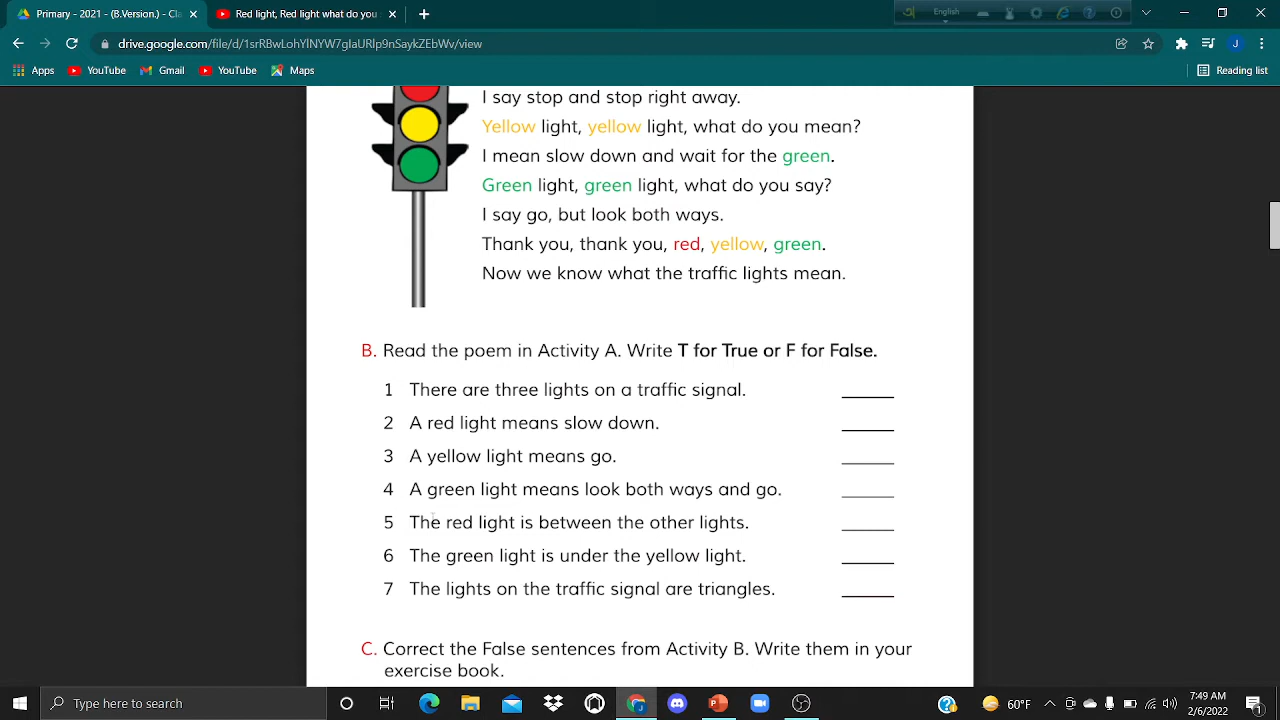 Primary - 2021 - (B.Version.) - Cla
Red light, Red light what do you
English
drive.google.com/file/d/1srRBwLohYlNYW7glaURIp9nSaykZEbWv/view
J
Apps
YouTube
Gmail
YouTube
Maps
Reading list
I say stop and stop right away.
Yellow light, yellow light, what do you mean?
I mean slow down and wait for the green.
Green light, green light, what do you say?
I say go, but look both ways.
Thank you, thank you, red, yellow, green.
Now we know what the traffic lights mean.
B. Read the poem in Activity A. Write T for True or F for False.
1 There are three lights on a traffic signal.
2 A red light means slow down.
3 A yellow light means go.
4 A green light means look both ways and go.
5 The red light is between the other lights.
6 The green light is under the yellow light.
7 The lights on the traffic signal are triangles.
C. Correct the False sentences from Activity B. Write them in your
exercise book.
Type here to search
60°F
7:49 AM
2/6/2022